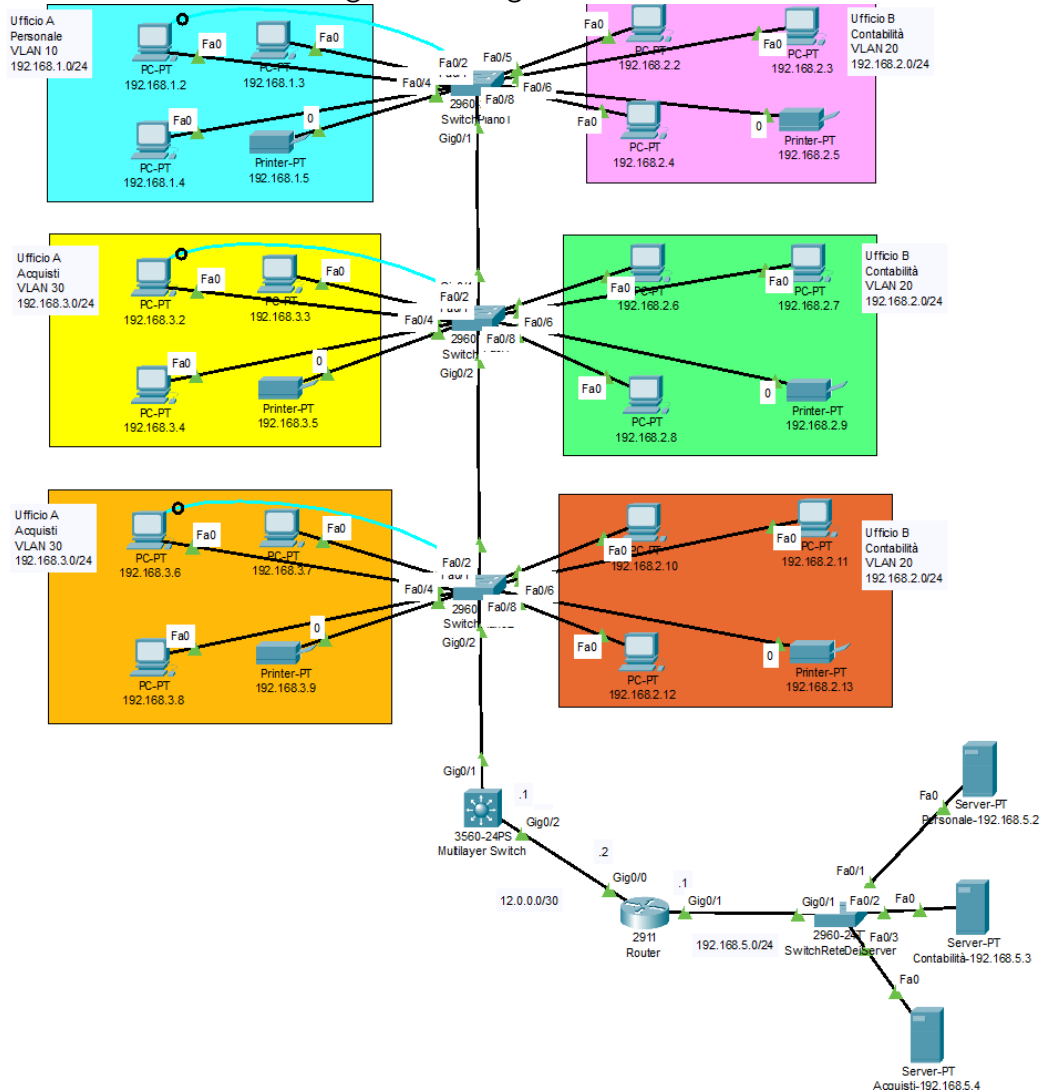 Ufficio A
Personale
VLAN 10
192.168.1.0/24
Fa0
PC-PT
192.168.1.2
Fa0
PC-PT
192.168.1.3
Fa0
PC-PT
192.168.1.4
0
Printer-PT
192.168.1.5
Fa0/2
Fa0/4
Fa0/5
Fa0/6
Fa0/8
2960
Gig0/1
Fa0
PC-PT
192.168.2.2
Fa0
PC-PT
192.168.2.3
Fa0
PC-PT
192.168.2.4
0
Printer-PT
192.168.2.5
Ufficio B
Contabilità
VLAN 20
192.168.2.0/24
Ufficio A
Acquisti
VLAN 30
192.168.3.0/24
Fa0
PC-PT
192.168.3.2
Fa0
PC-PT
192.168.3.3
Fa0
PC-PT
192.168.3.4
0
Printer-PT
192.168.3.5
Fa0/2
Fa0/4
Fa0/6
Fa0/8
2960
Gig0/2
Fa0
192.168.2.6
Fa0
PC-PT
192.168.2.7
Fa0
PC-PT
192.168.2.8
0
Printer-PT
192.168.2.9
Ufficio B
Contabilità
VLAN 20
192.168.2.0/24
Ufficio A
Acquisti
VLAN 30
192.168.3.0/24
Fa0
PC-PT
192.168.3.6
Fa0
PC-PT
192.168.3.7
Fa0
PC-PT
192.168.3.8
0
Printer-PT
192.168.3.9
Fa0/2
Fa0/4
Fa0/6
Fa0/8
2960
Gig0/2
Fa0
192.168.2.10
Fa0
PC-PT
192.168.2.11
Fa0
PC-PT
192.168.2.12
0
Printer-PT
192.168.2.13
Ufficio B
Contabilità
VLAN 20
192.168.2.0/24
Gig0/1
.1
Gig0/2
3560-24PS
Multilayer Switch
12.0.0.0/30
.2
Gig0/0
.1
Gig0/1
2911
Router
192.168.5.0/24
Gig0/1
Fa0/1
Fa0/2
Fa0/3
SwitchReteDeiServer
Fa0
Server-PT
Personale-192.168.5.2
Fa0
Server-PT
Contabilità-192.168.5.3
Fa0
Server-PT
Acquisti-192.168.5.4